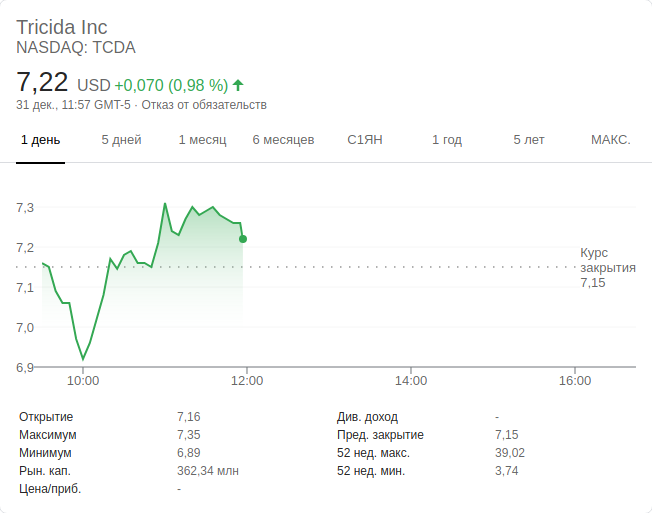 Tricida Inc
NASDAQ: TCDA
7,22 USD +0,070 (0,98 %)
31 дек., 11:57 GMT-5 · Отказ от обязательств
1 день 5 дней 1 месяц 6 месяцев С1ЯН 1 год 5 лет МАКС.
7,3
7,2
7,1
7,0
6,9
Курс
закрытия
7,15
10:00 12:00 14:00 16:00
Открытие 7,16 Див. доход -
Максимум 7,35 Пред. закрытие 7,15
Минимум 6,89 52 нед. макс. 39,02
Рын. кап. 362,34 млн 52 нед. мин. 3,74
Цена/приб. -